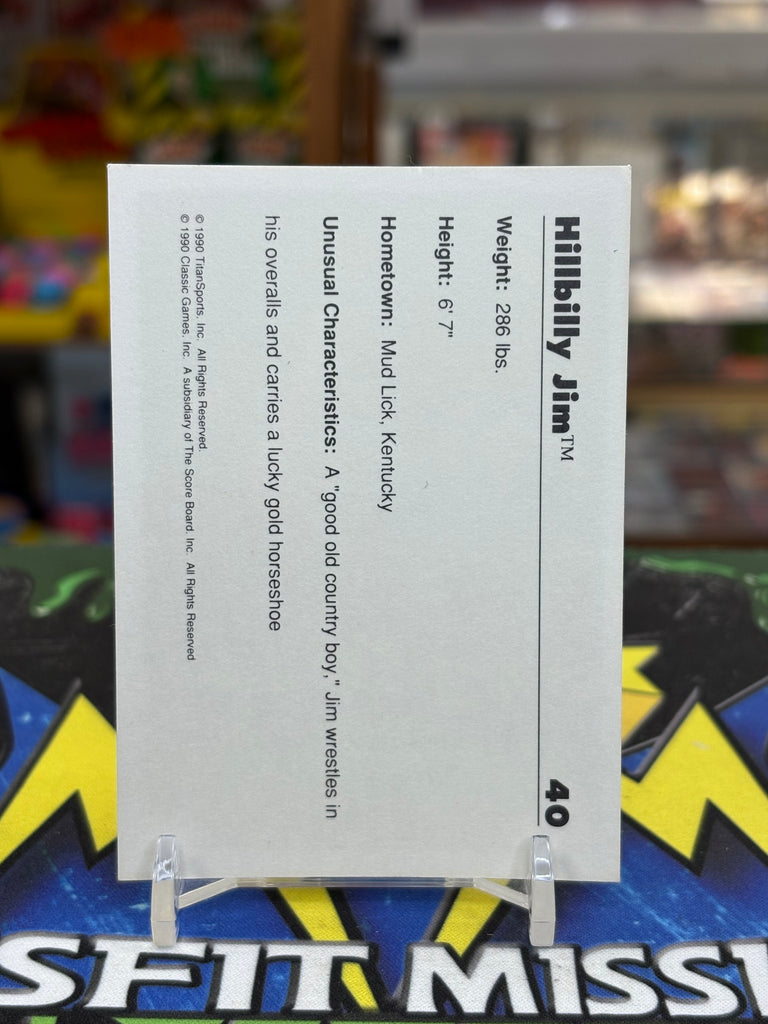 Hillbilly Jim™ 40
Weight: 286 lbs.
Height: 6' 7"
Hometown: Mud Lick, Kentucky
Unusual Characteristics: A "good old country boy," Jim wrestles in
his overalls and carries a lucky gold horseshoe
© 1990 TitanSports, Inc. All Rights Reserved.
© 1990 Classic Games, Inc. A subsidiary of The Score Board, Inc. All Rights Reserved
SFIT MISSI